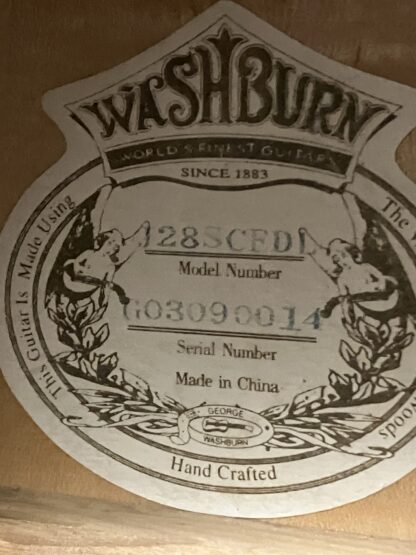 WASHBURN
WORLD'S FINEST GUITARS
SINCE 1883
This Guitar Is Made Using
The
J28SCFDL
Model Number
G03090014
Serial Number
Made in China
GEORGE
WASHBURN
Woods
Hand Crafted